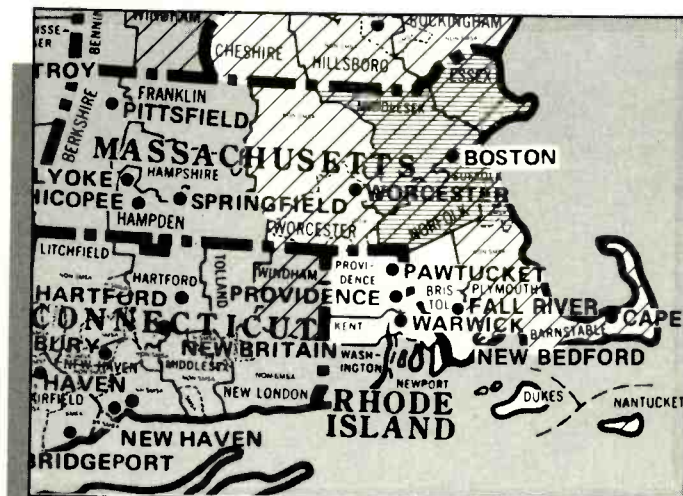 WINDHAM
CHESHIRE
HILLSBORO
ESSEX
TROY
BERKSHIRE
FRANKLIN
PITTSFIELD
MASSACHUSETTS
BOSTON
LYOKE
HAMPSHIRE
WORCESTER
HICOPEE
SPRINGFIELD
HAMPDEN
NORFOLK
WORCESTER
LITCHFIELD
TOLLAND
WINDHAM
PROVI-
DENCE
PAWTUCKET
HARTFORD
HARTFORD
PROVIDENCE
BRIS
TOL
PLYMOUTH
FALL RIVER
CAPE
CONNECTICUT
KENT
WARWICK
BARNSTABLE
BURY
NEW BRITAIN
WASH-
INGTON
NEW BEDFORD
NEW HAVEN
MIDDLESEX
HAVEN
NEWPORT
NEW LONDON
RHODE
ISLAND
DUKES
NANTUCKET
NEW HAVEN
BRIDGEPORT